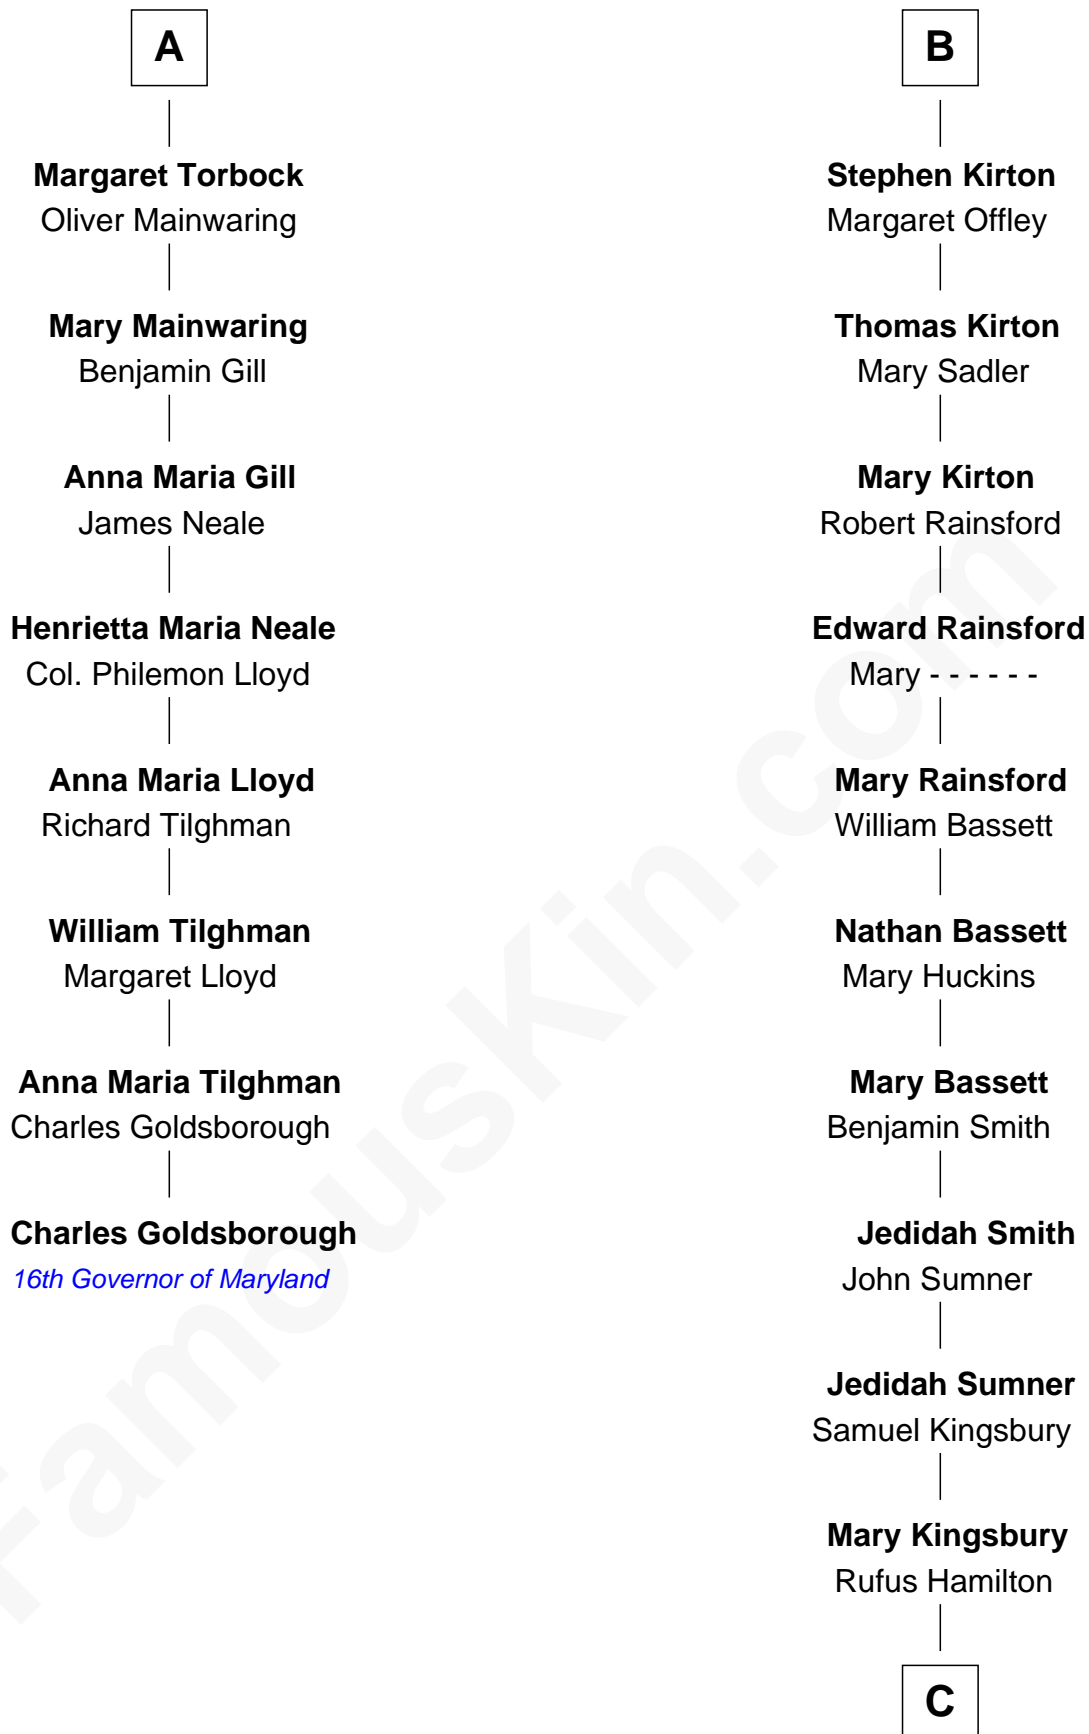 A
Margaret Torbock
Oliver Mainwaring
Mary Mainwaring
Benjamin Gill
Anna Maria Gill
James Neale
Henrietta Maria Neale
Col. Philemon Lloyd
Anna Maria Lloyd
Richard Tilghman
William Tilghman
Margaret Lloyd
Anna Maria Tilghman
Charles Goldsborough
Charles Goldsborough
16th Governor of Maryland
B
Stephen Kirton
Margaret Offley
Thomas Kirton
Mary Sadler
Mary Kirton
Robert Rainsford
Edward Rainsford
Mary - - - - - -
Mary Rainsford
William Bassett
Nathan Bassett
Mary Huckins
Mary Bassett
Benjamin Smith
Jedidah Smith
John Sumner
Jedidah Sumner
Samuel Kingsbury
Mary Kingsbury
Rufus Hamilton
C
FamousKin.com